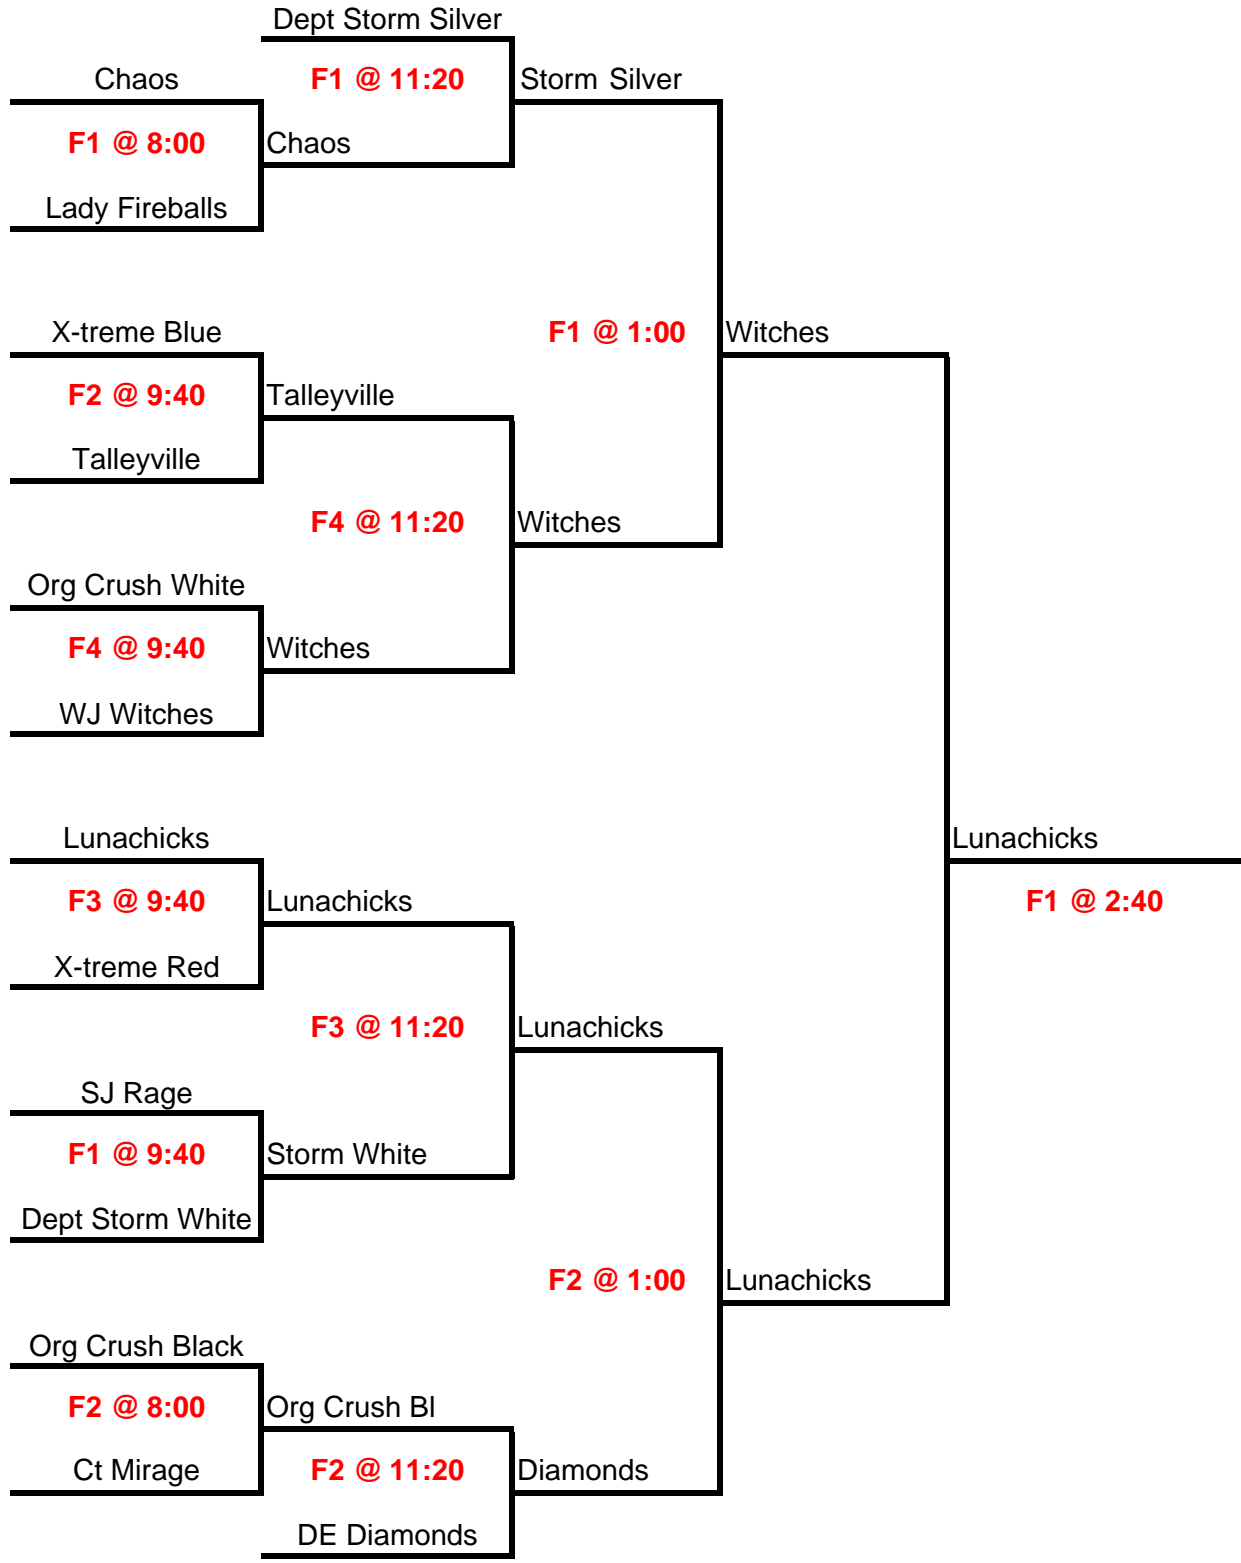 Dept Storm Silver
Chaos
F1 @ 11:20
Storm Silver
F1 @ 8:00
Chaos
Lady Fireballs
X-treme Blue
F1 @ 1:00
Witches
F2 @ 9:40
Talleyville
Talleyville
F4 @ 11:20
Witches
Org Crush White
F4 @ 9:40
Witches
WJ Witches
Lunachicks
Lunachicks
F3 @ 9:40
Lunachicks
F1 @ 2:40
X-treme Red
F3 @ 11:20
Lunachicks
SJ Rage
F1 @ 9:40
Storm White
Dept Storm White
F2 @ 1:00
Lunachicks
Org Crush Black
F2 @ 8:00
Org Crush Bl
Ct Mirage
F2 @ 11:20
Diamonds
DE Diamonds